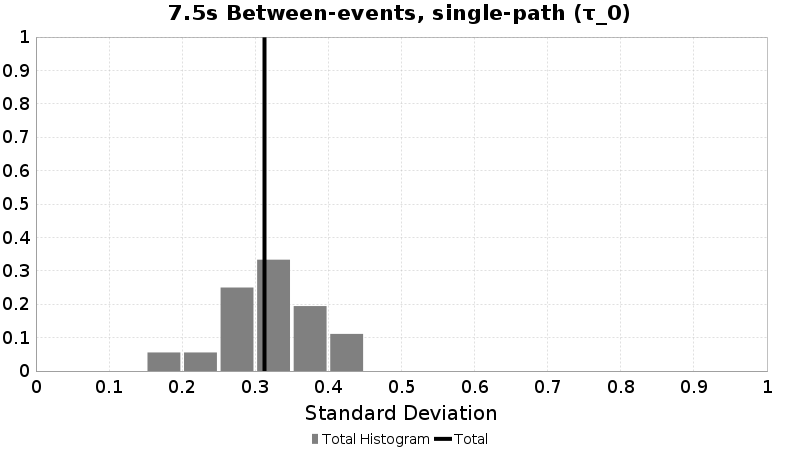 7.5s Between-events, single-path (τ_0)
1
0.9
0.8
0.7
0.6
0.5
0.4
0.3
0.2
0.1
0
0 0.1 0.2 0.3 0.4 0.5 0.6 0.7 0.8 0.9 1
Standard Deviation
Total Histogram Total